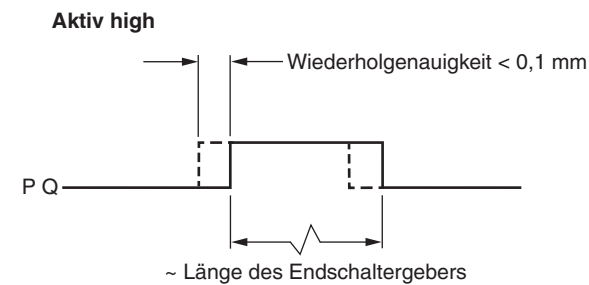 Aktiv high
Wiederholgenauigkeit < 0,1 mm
P Q
~ Länge des Endschaltergebers